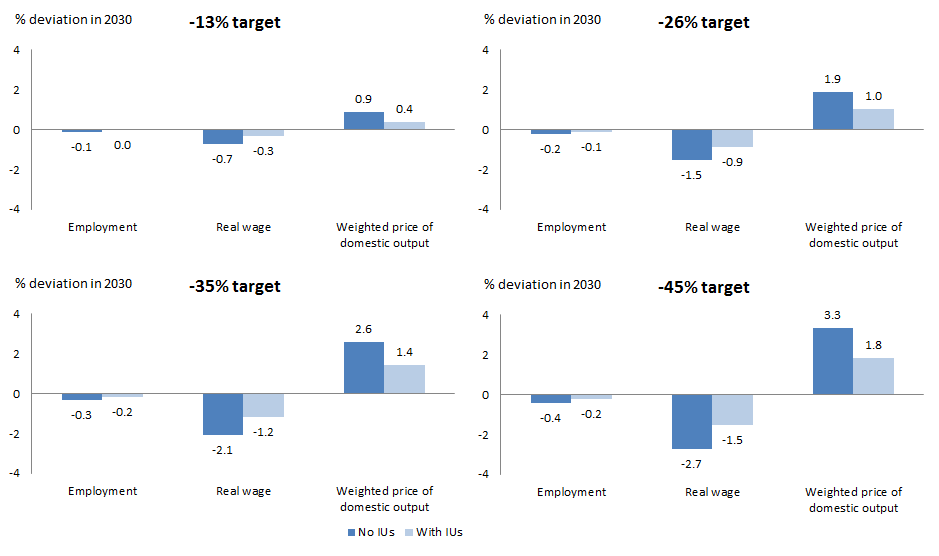 % deviation in 2030
-13% target
4
2
0
-2
-4
-0.1
0.0
-0.7
-0.3
0.9
0.4
Employment
Real wage
Weighted price of
domestic output
% deviation in 2030
-26% target
4
2
0
-2
-4
-0.2
-0.1
-1.5
-0.9
1.9
1.0
Employment
Real wage
Weighted price of
domestic output
% deviation in 2030
-35% target
4
2
0
-2
-4
-0.3
-0.2
-2.1
-1.2
2.6
1.4
Employment
Real wage
Weighted price of
domestic output
% deviation in 2030
-45% target
4
2
0
-2
-4
-0.4
-0.2
-2.7
-1.5
3.3
1.8
Employment
Real wage
Weighted price of
domestic output
No IUs With IUs